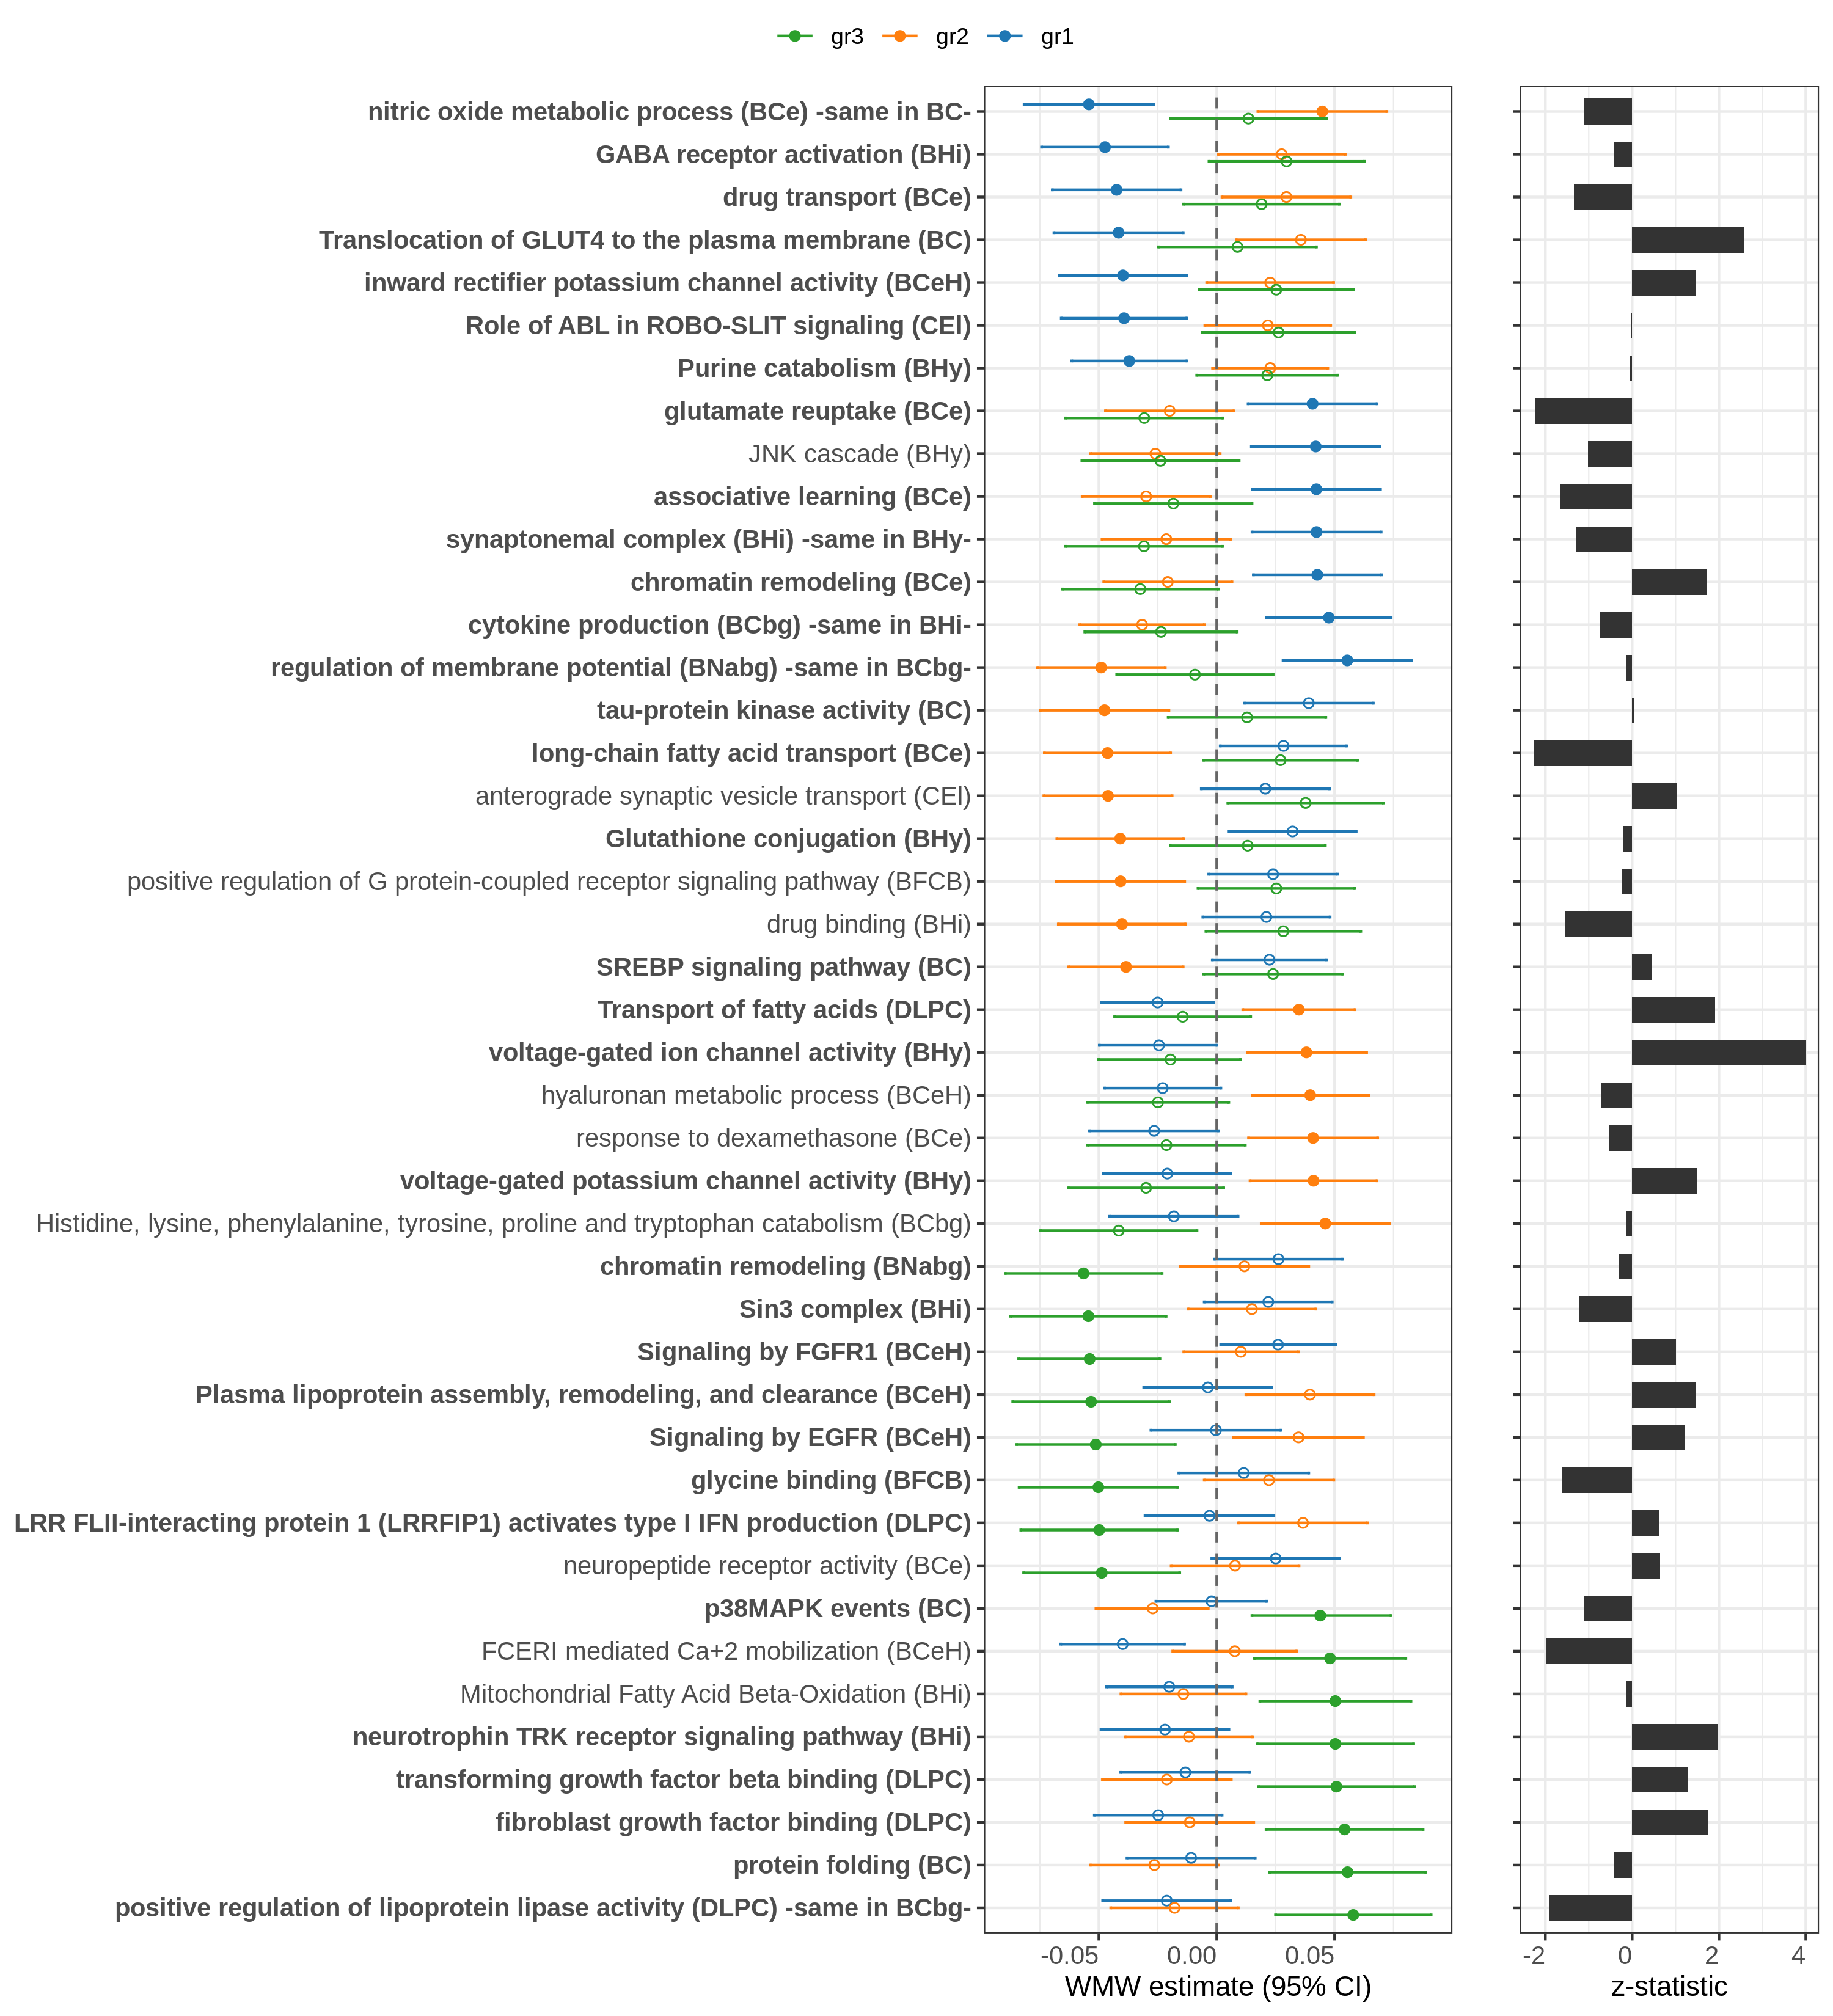 gr3 gr2 gr1
nitric oxide metabolic process (BCe) -same in BC-
GABA receptor activation (BHi)
drug transport (BCe)
Translocation of GLUT4 to the plasma membrane (BC)
inward rectifier potassium channel activity (BCeH)
Role of ABL in ROBO-SLIT signaling (CEl)
Purine catabolism (BHy)
glutamate reuptake (BCe)
JNK cascade (BHy)
associative learning (BCe)
synaptonemal complex (BHi) -same in BHy-
chromatin remodeling (BCe)
cytokine production (BCbg) -same in BHi-
regulation of membrane potential (BNabg) -same in BCbg-
tau-protein kinase activity (BC)
long-chain fatty acid transport (BCe)
anterograde synaptic vesicle transport (CEl)
Glutathione conjugation (BHy)
positive regulation of G protein-coupled receptor signaling pathway (BFCB)
drug binding (BHi)
SREBP signaling pathway (BC)
Transport of fatty acids (DLPC)
voltage-gated ion channel activity (BHy)
hyaluronan metabolic process (BCeH)
response to dexamethasone (BCe)
voltage-gated potassium channel activity (BHy)
Histidine, lysine, phenylalanine, tyrosine, proline and tryptophan catabolism (BCbg)
chromatin remodeling (BNabg)
Sin3 complex (BHi)
Signaling by FGFR1 (BCeH)
Plasma lipoprotein assembly, remodeling, and clearance (BCeH)
Signaling by EGFR (BCeH)
glycine binding (BFCB)
LRR FLII-interacting protein 1 (LRRFIP1) activates type I IFN production (DLPC)
neuropeptide receptor activity (BCe)
p38MAPK events (BC)
FCERI mediated Ca+2 mobilization (BCeH)
Mitochondrial Fatty Acid Beta-Oxidation (BHi)
neurotrophin TRK receptor signaling pathway (BHi)
transforming growth factor beta binding (DLPC)
fibroblast growth factor binding (DLPC)
protein folding (BC)
positive regulation of lipoprotein lipase activity (DLPC) -same in BCbg-
-0.05 0.00 0.05
WMW estimate (95% CI)
-2 0 2 4
z-statistic